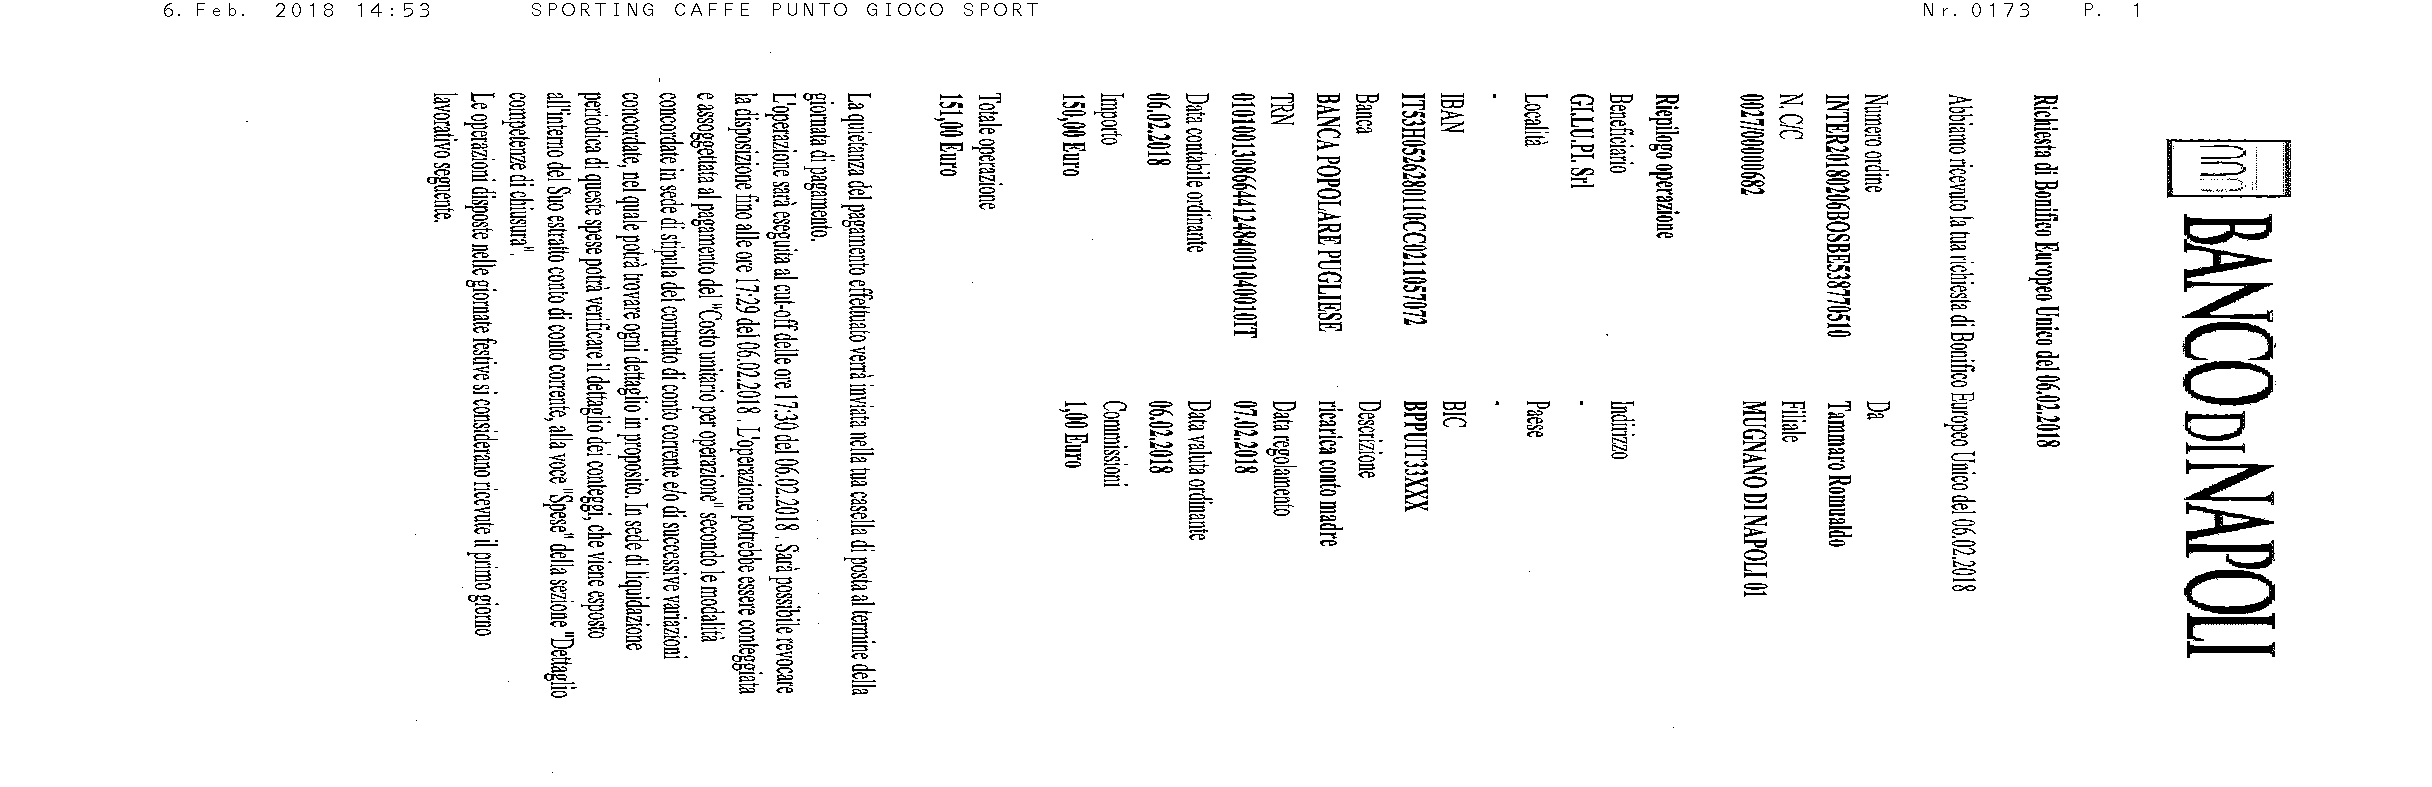 6. Feb. 2018 14:53 SPORTING CAFFE PUNTO GIOCO SPORT Nr. 0173 P. 1
BANCO DI NAPOLI
Richiesta di Bonifico Europeo Unico del 06.02.2018
Abbiamo ricevuto la tua richiesta di Bonifico Europeo Unico del 06.02.2018
Numero ordine Da
INTER20180206BOSBE538770510 Tammaro Romualdo
N. C/C Filiale
0027/00000682 MUGNANO DI NAPOLI 01
Riepilogo operazione
Beneficiario Indirizzo
GI.LU.PI. Srl -
Località Paese
- -
IBAN BIC
IT53H0526280110CC0211057072 BPPUIT33XXX
Banca Descrizione
BANCA POPOLARE PUGLIESE ricarica conto madre
TRN Data regolamento
0101001308664412484001040010IT 07.02.2018
Data contabile ordinante Data valuta ordinante
06.02.2018 06.02.2018
Importo Commissioni
150,00 Euro 1,00 Euro
Totale operazione
151,00 Euro
La quietanza del pagamento effettuato verrà inviata nella tua casella di posta al termine della
giornata di pagamento.
L'operazione sarà eseguita al cut-off delle ore 17:30 del 06.02.2018 . Sarà possibile revocare
la disposizione fino alle ore 17:29 del 06.02.2018 . L'operazione potrebbe essere conteggiata
e assoggettata al pagamento del "Costo unitario per operazione" secondo le modalità
concordate in sede di stipula del contratto di conto corrente e/o di successive variazioni
concordate, nel quale potrà trovare ogni dettaglio in proposito. In sede di liquidazione
periodica di queste spese potrà verificare il dettaglio dei conteggi, che viene esposto
all'interno del Suo estratto conto di conto corrente, alla voce "Spese" della sezione "Dettaglio
competenze di chiusura".
Le operazioni disposte nelle giornate festive si considerano ricevute il primo giorno
lavorativo seguente.